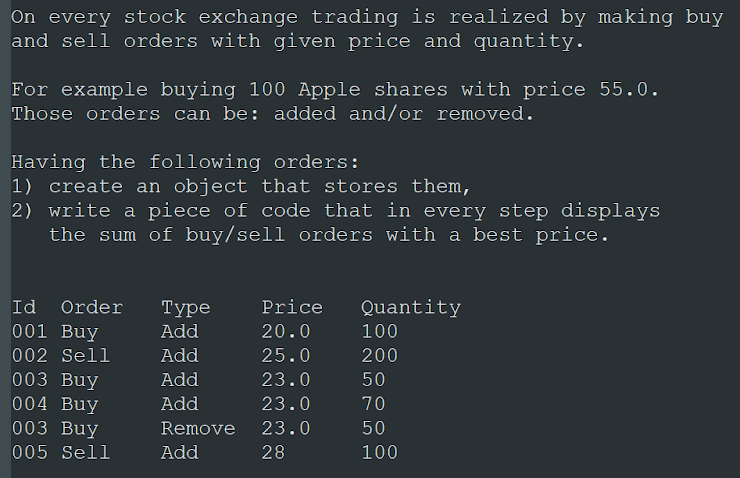 On every stock exchange trading is realized by making buy
and sell orders with given price and quantity.
For example buying 100 Apple shares with price 55.0.
Those orders can be: added and/or removed.
Having the following orders:
1) create an object that stores them,
2) write a piece of code that in every step displays
the sum of buy/sell orders with a best price.
Id Order Type Price Quantity
001 Buy Add 20.0 100
002 Sell Add 25.0 200
003 Buy Add 23.0 50
004 Buy Add 23.0 70
003 Buy Remove 23.0 50
005 Sell Add 28 100